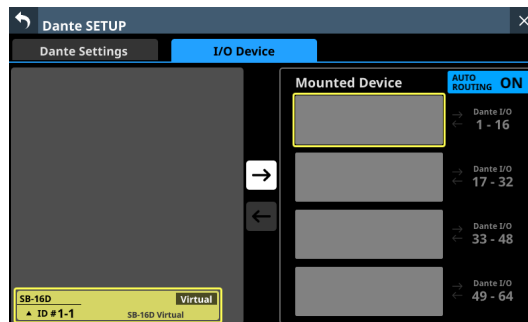 Dante SETUP
Dante Settings
I/O Device
Mounted Device
AUTO ROUTING ON
Dante I/O
1 - 16
Dante I/O
17 - 32
Dante I/O
33 - 48
Dante I/O
49 - 64
SB-16D
Virtual
▲ ID #1-1
SB-16D Virtual